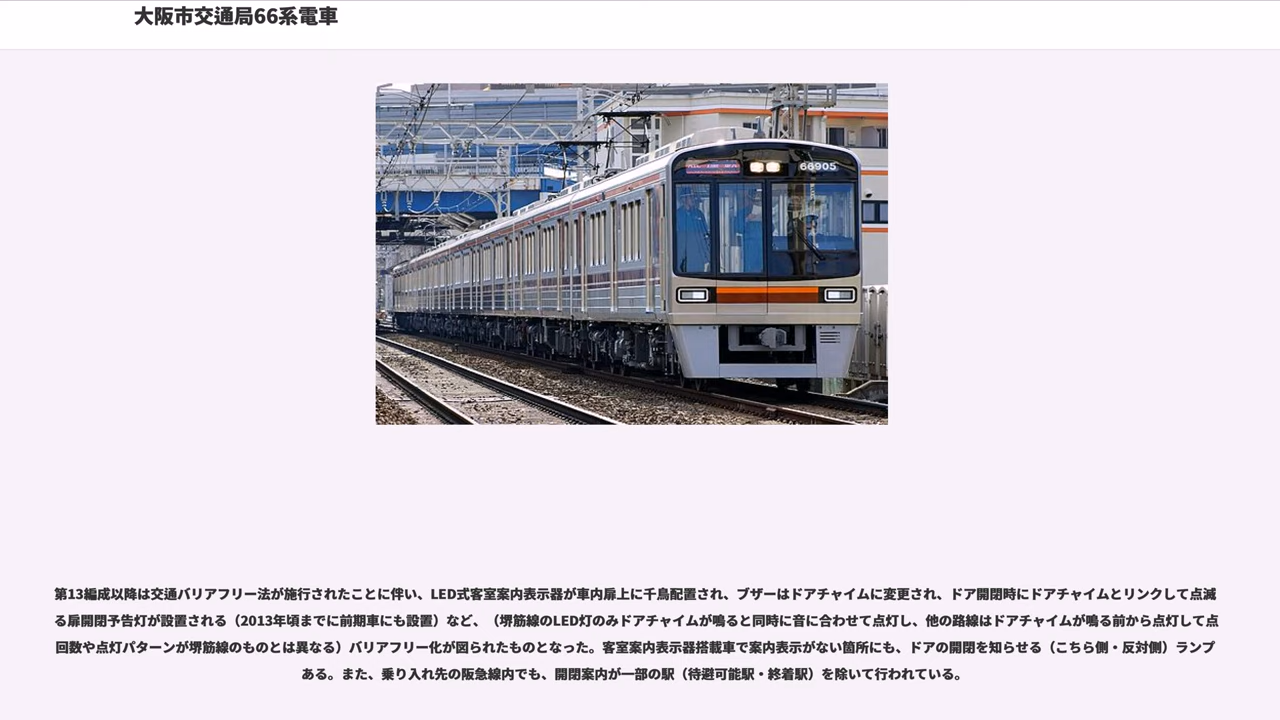 大阪市交通局66系電車
66905
第13編成以降は交通バリアフリー法が施行されたことに伴い、LED式客室案内表示器が車内扉上に千鳥配置され、ブザーはドアチャイムに変更され、ドア開閉時にドアチャイムとリンクして点滅
る扉開閉予告灯が設置される（2013年頃までに前期車にも設置）など、（堺筋線のLED灯のみドアチャイムが鳴ると同時に音に合わせて点灯し、他の路線はドアチャイムが鳴る前から点灯して点
回数や点灯パターンが堺筋線のものとは異なる）バリアフリー化が図られたものとなった。客室案内表示器搭載車で案内表示がない箇所にも、ドアの開閉を知らせる（こちら側・反対側）ランプ
ある。また、乗り入れ先の阪急線内でも、開閉案内が一部の駅（待避可能駅・終着駅）を除いて行われている。